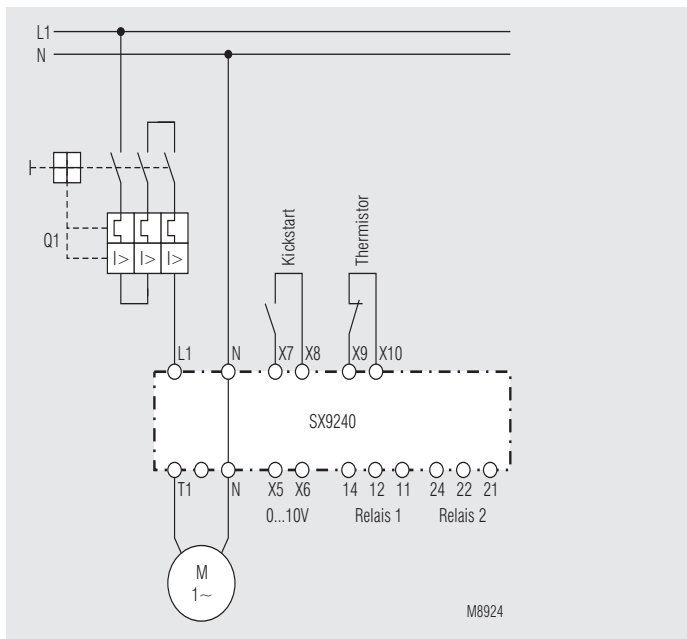 L1
N
Q1
I> I> I>
Kickstart
Thermistor
L1 N X7 X8 X9 X10
SX9240
T1 N X5 X6 14 12 11 24 22 21
0...10V Relais 1 Relais 2
M
1~
M8924